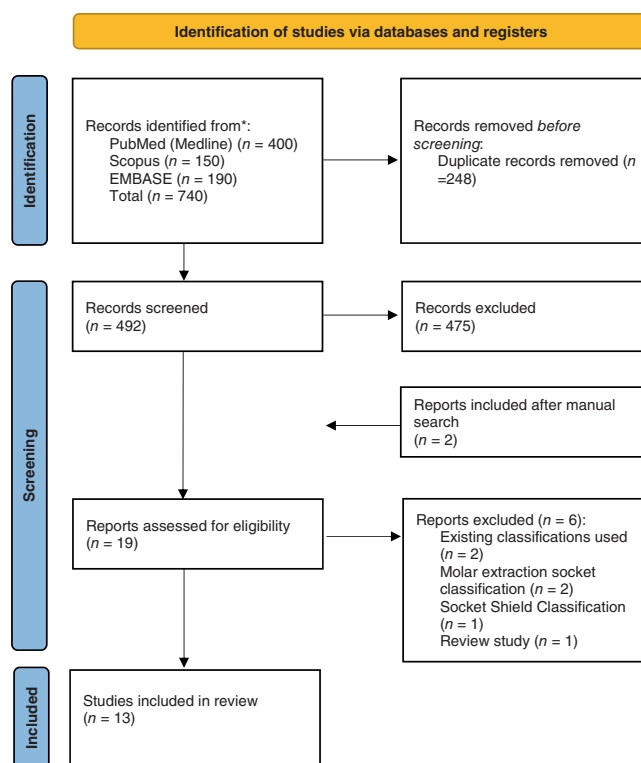 Identification of studies via databases and registers
Identification
Records identified from*:
PubMed (Medline) (n = 400)
Scopus (n = 150)
EMBASE (n = 190)
Total (n = 740)
Records removed before
screening:
Duplicate records removed (n
=248)
Screening
Records screened
(n = 492)
Records excluded
(n = 475)
Reports included after manual
search
(n = 2)
Reports assessed for eligibility
(n = 19)
Reports excluded (n = 6):
Existing classifications used
(n = 2)
Molar extraction socket
classification (n = 2)
Socket Shield Classification
(n = 1)
Review study (n = 1)
Included
Studies included in review
(n = 13)